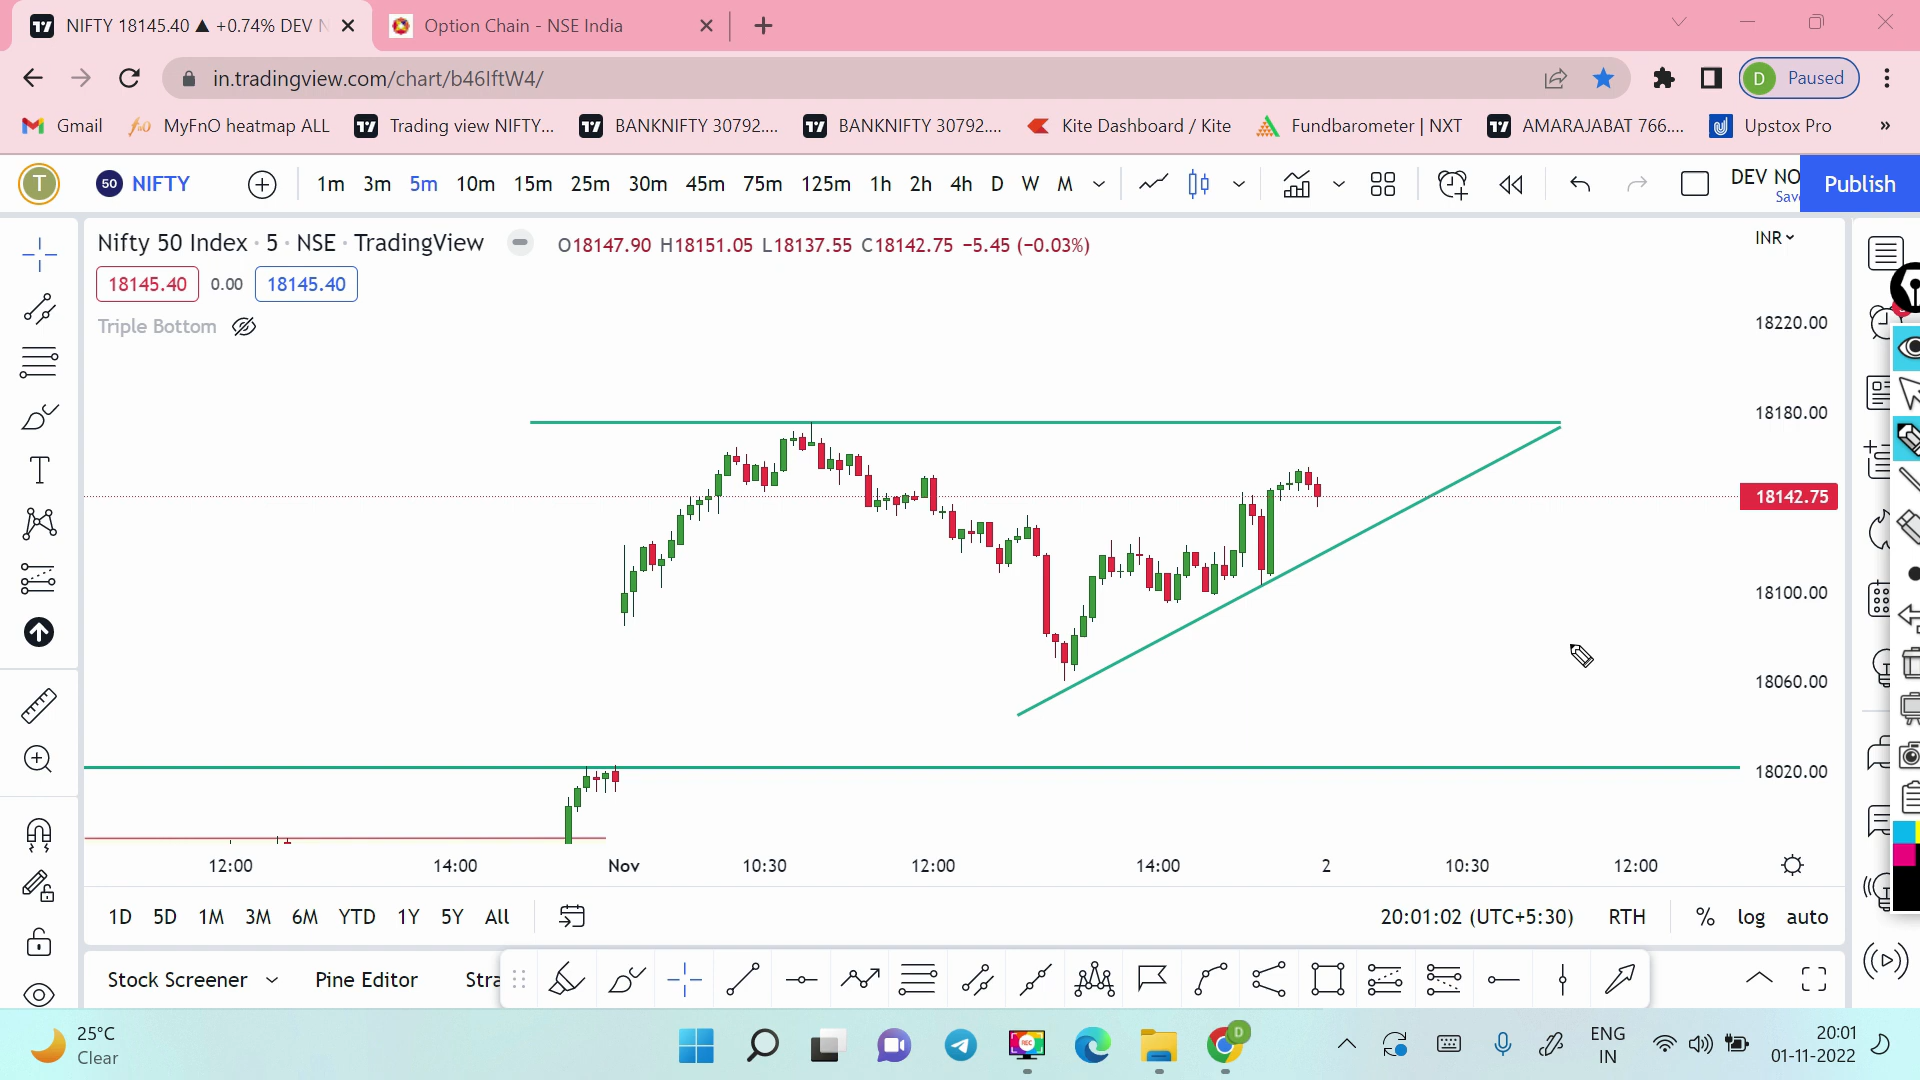 NIFTY 18145.40 ▲ +0.74% DEV N
Option Chain - NSE India
in.tradingview.com/chart/b46IftW4/
D Paused
Gmail
MyFnO heatmap ALL
Trading view NIFTY...
BANKNIFTY 30792....
BANKNIFTY 30792....
Kite Dashboard / Kite
Fundbarometer | NXT
AMARAJABAT 766....
Upstox Pro
»
T
50 NIFTY
1m 3m 5m 10m 15m 25m 30m 45m 75m 125m 1h 2h 4h D W M
DEV NO
Save
Publish
Nifty 50 Index · 5 · NSE · TradingView
O18147.90 H18151.05 L18137.55 C18142.75 −5.45 (−0.03%)
INR
18145.40 0.00 18145.40
Triple Bottom
18220.00
18180.00
18142.75
18100.00
18060.00
18020.00
12:00 14:00 Nov 10:30 12:00 14:00 2 10:30 12:00
1D 5D 1M 3M 6M YTD 1Y 5Y All
20:01:02 (UTC+5:30) RTH % log auto
Stock Screener Pine Editor Stra
25°C
Clear
REC
D
ENG
IN
20:01
01-11-2022